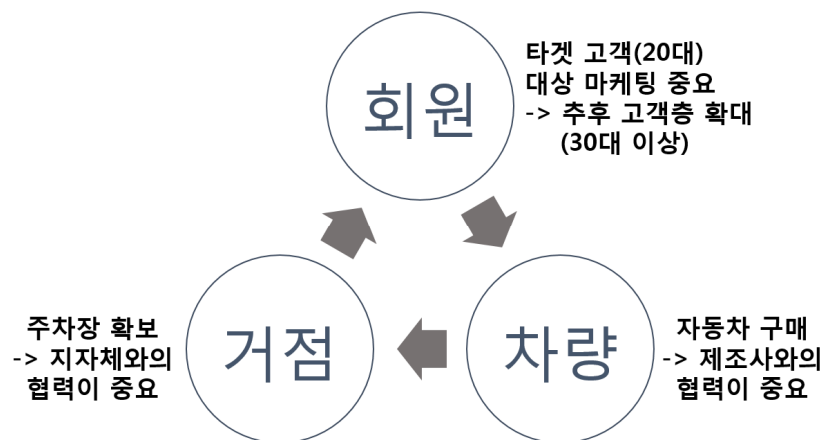 회원
타겟 고객(20대)
대상 마케팅 중요
-> 추후 고객층 확대
(30대 이상)
거점
주차장 확보
-> 지자체와의
협력이 중요
차량
자동차 구매
-> 제조사와의
협력이 중요